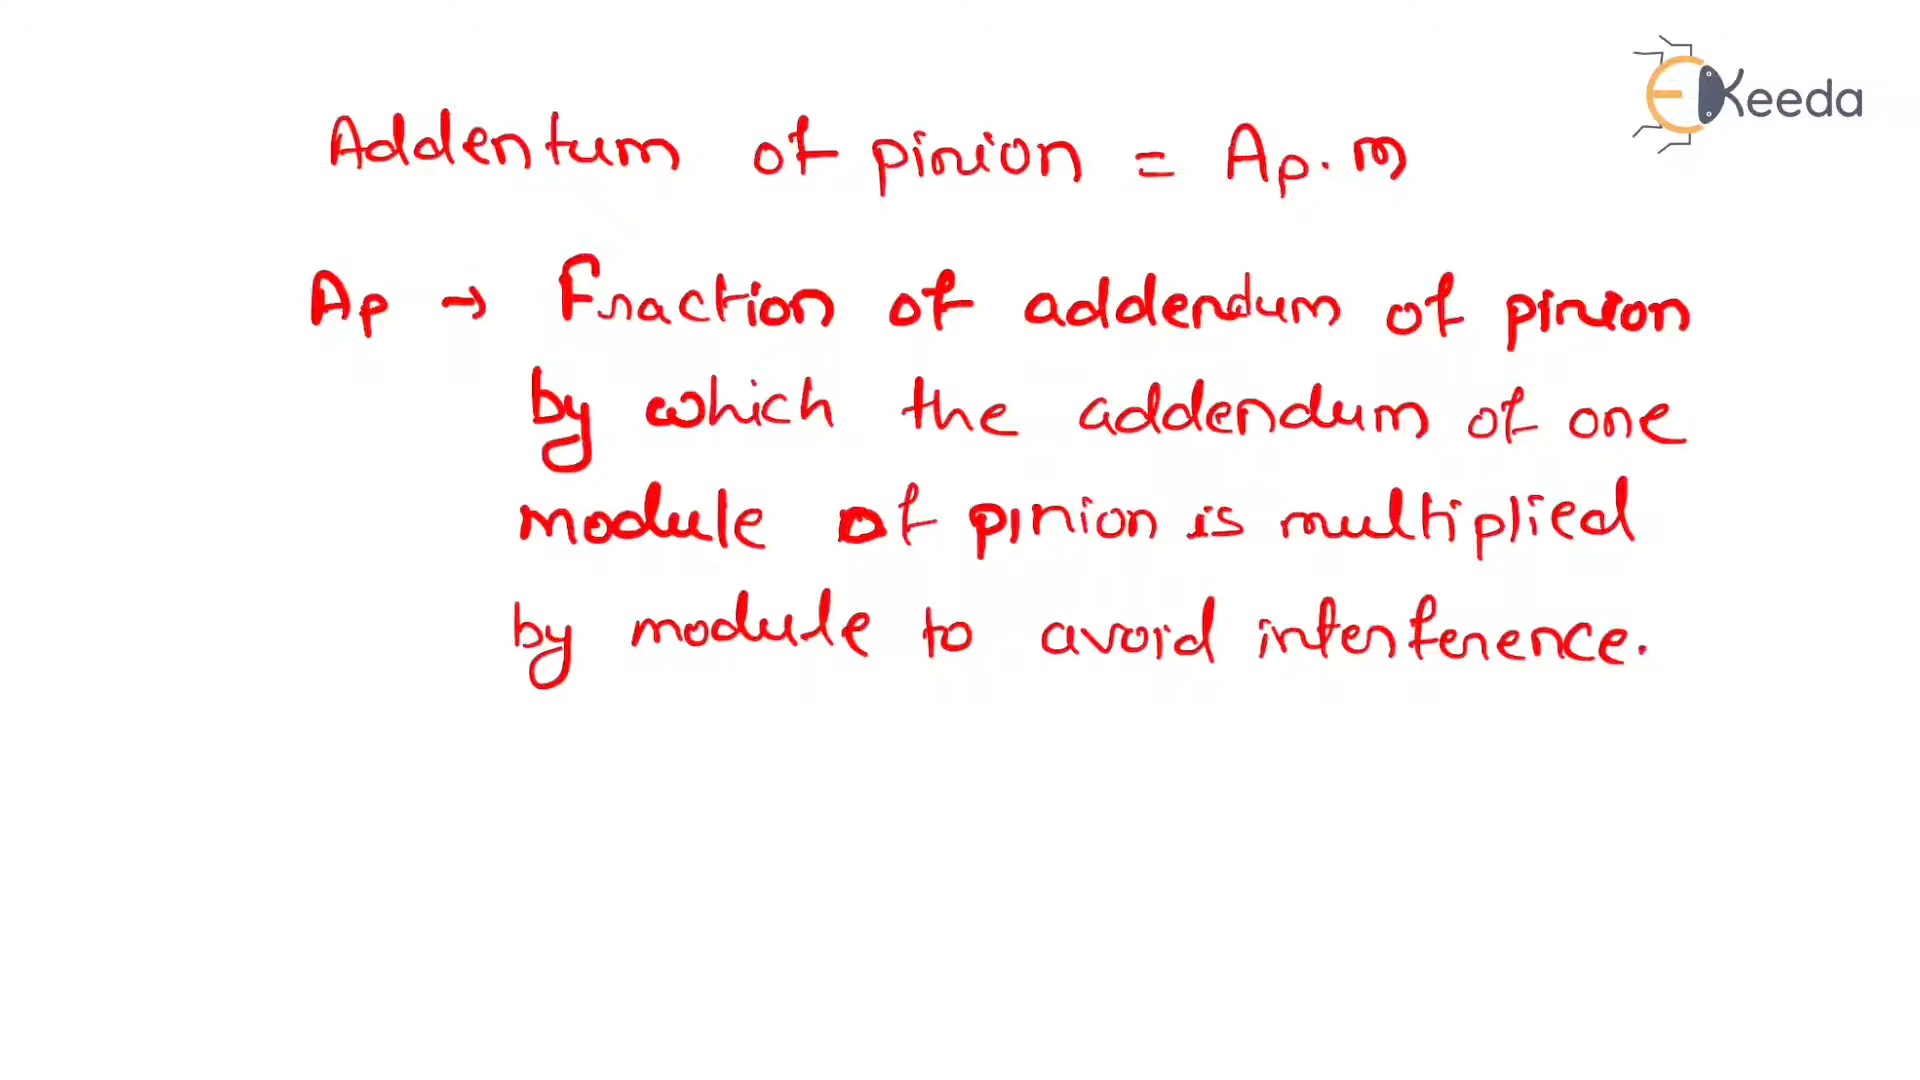 EKeeda
Addentum of pinion = Ap. m
Ap → Fraction of addendum of pinion
by which the addendum of one
module of pinion is multiplied
by module to avoid interference.